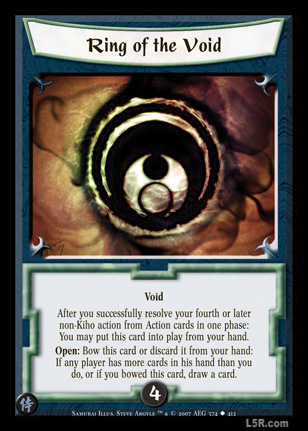 Ring of the Void
Void
After you successfully resolve your fourth or later
non-Kiho action from Action cards in one phase:
You may put this card into play from your hand.
Open: Bow this card or discard it from your hand:
If any player has more cards in his hand than you
do, or if you bowed this card, draw a card.
4
侍
Samurai Illus. Steve Argyle ™ & © 2007 AEG 574 ◆ 412
L5R.com